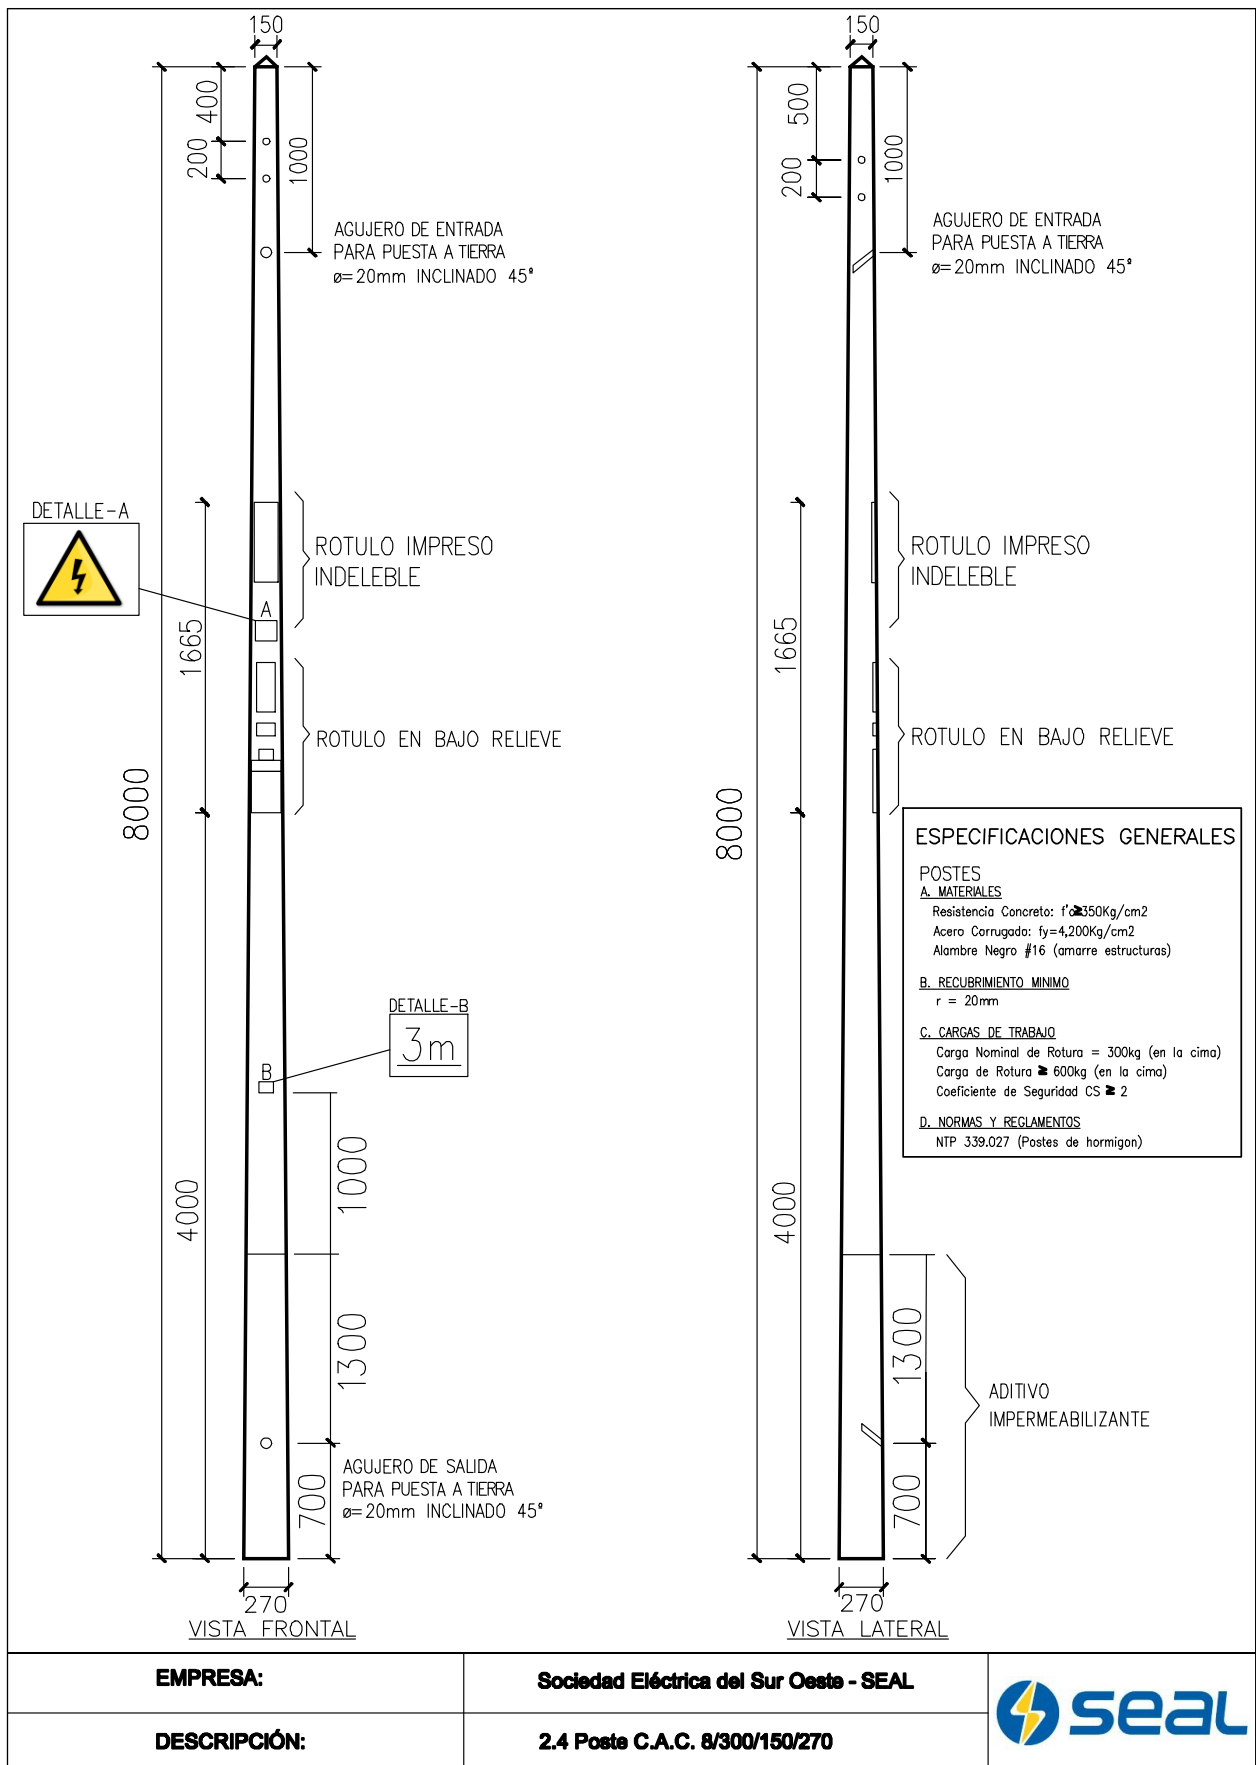 150
400
200
1000
AGUJERO DE ENTRADA
PARA PUESTA A TIERRA
ø=20mm INCLINADO 45°
DETALLE-A
A
ROTULO IMPRESO
INDELEBLE
1665
ROTULO EN BAJO RELIEVE
8000
DETALLE-B
3m
B
1000
4000
1300
700
AGUJERO DE SALIDA
PARA PUESTA A TIERRA
ø=20mm INCLINADO 45°
270
VISTA FRONTAL
150
500
200
1000
AGUJERO DE ENTRADA
PARA PUESTA A TIERRA
ø=20mm INCLINADO 45°
ROTULO IMPRESO
INDELEBLE
1665
ROTULO EN BAJO RELIEVE
8000
ESPECIFICACIONES GENERALES
POSTES
A. MATERIALES
Resistencia Concreto: f'c≥350Kg/cm2
Acero Corrugado: fy=4,200Kg/cm2
Alambre Negro #16 (amarre estructuras)
B. RECUBRIMIENTO MINIMO
r = 20mm
C. CARGAS DE TRABAJO
Carga Nominal de Rotura = 300kg (en la cima)
Carga de Rotura ≥ 600kg (en la cima)
Coeficiente de Seguridad CS ≥ 2
D. NORMAS Y REGLAMENTOS
NTP 339.027 (Postes de hormigon)
4000
1300
ADITIVO
IMPERMEABILIZANTE
700
270
VISTA LATERAL
EMPRESA:
Sociedad Eléctrica del Sur Oeste - SEAL
DESCRIPCIÓN:
2.4 Poste C.A.C. 8/300/150/270
seal